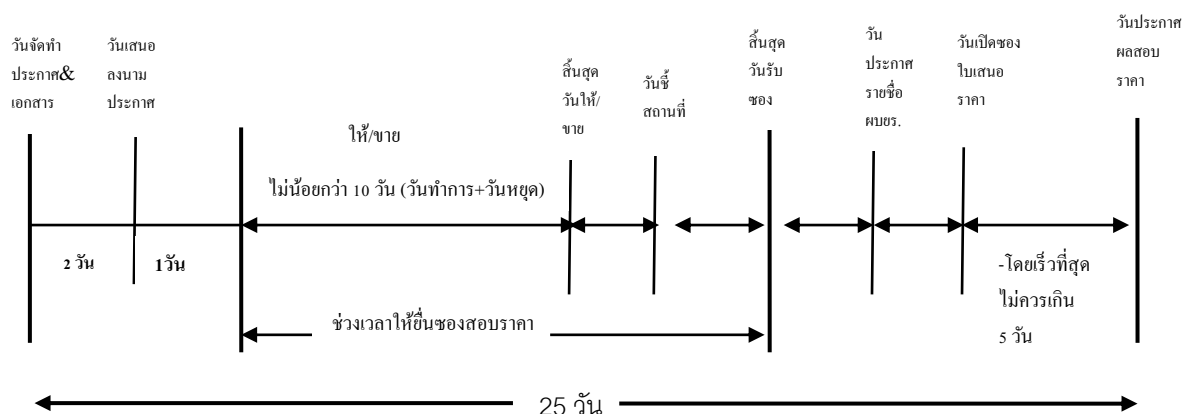 วันจัดทำ
ประกาศ&
เอกสาร
วันเสนอ
ลงนาม
ประกาศ
ให้/ขาย
ไม่น้อยกว่า 10 วัน (วันทำการ+วันหยุด)
สิ้นสุด
วันให้/
ขาย
วันชี้
สถานที่
สิ้นสุด
วันรับ
ซอง
วัน
ประกาศ
รายชื่อ
ผบยร.
วันเปิดซอง
ใบเสนอ
ราคา
วันประกาศ
ผลสอบ
ราคา
2 วัน
1วัน
-โดยเร็วที่สุด
ไม่ควรเกิน
5 วัน
ช่วงเวลาให้ยื่นซองสอบราคา
25 วัน